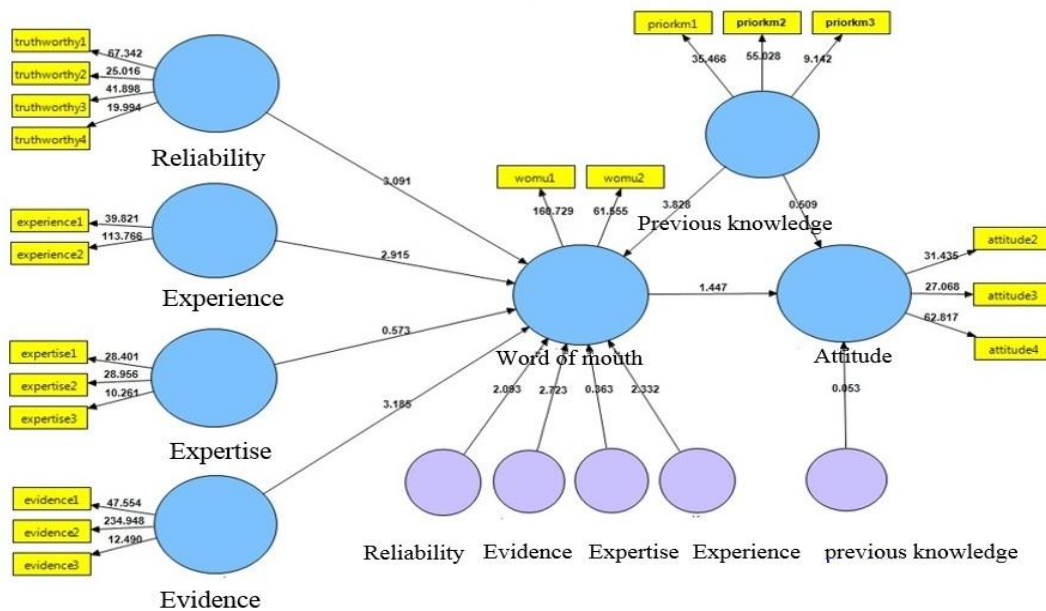 truthworthy1
67.342
truthworthy2
25.016
truthworthy3
41.898
truthworthy4
19.994
Reliability
priorkm1
priorkm2
priorkm3
35.466
55.028
9.142
Previous knowledge
experience1
39.821
experience2
113.766
Experience
womu1
womu2
160.729
61.555
3.091
2.915
0.573
3.185
3.828
0.509
Word of mouth
1.447
Attitude
attitude2
31.435
attitude3
27.068
attitude4
62.817
expertise1
28.401
expertise2
28.956
expertise3
10.261
Expertise
2.093
2.723
0.363
2.332
0.053
evidence1
47.554
evidence2
234.948
evidence3
12.490
Evidence
Reliability
Evidence
Expertise
Experience
previous knowledge